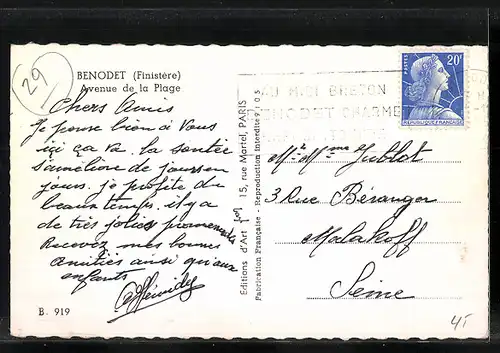 29
BENODET (Finistère)
Avenue de la Plage
Chers Amis
Je pense bien à Vous
ici ça va. la santée
s'améliore de jours en
jours. je profite du
beaux temps. il y a
de très jolies promenades
Recevez mes bonnes
Amitiés ainsi qu'aux
enfants
B. 919
Editions d'Art 15, rue Martel, PARIS
Fabrication Française - Reproduction interdite 9103
AU MIDI BRETON
BENODET CHARME
POSTES 20F
REPUBLIQUE FRANÇAISE
Mr Mme Jublot
3 Rue Béranger
Malakoff
Seine